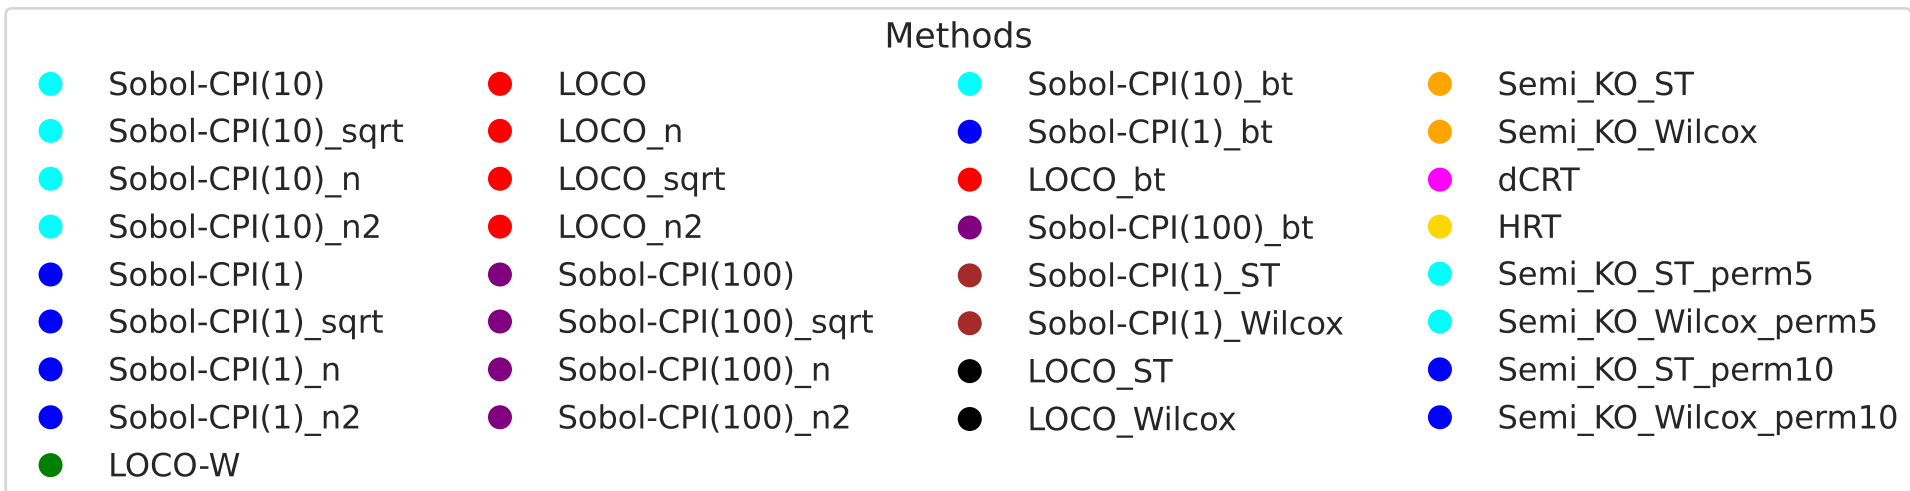 Methods
Sobol-CPI(10)
Sobol-CPI(10)_sqrt
Sobol-CPI(10)_n
Sobol-CPI(10)_n2
Sobol-CPI(1)
Sobol-CPI(1)_sqrt
Sobol-CPI(1)_n
Sobol-CPI(1)_n2
LOCO-W
LOCO
LOCO_n
LOCO_sqrt
LOCO_n2
Sobol-CPI(100)
Sobol-CPI(100)_sqrt
Sobol-CPI(100)_n
Sobol-CPI(100)_n2
Sobol-CPI(10)_bt
Sobol-CPI(1)_bt
LOCO_bt
Sobol-CPI(100)_bt
Sobol-CPI(1)_ST
Sobol-CPI(1)_Wilcox
LOCO_ST
LOCO_Wilcox
Semi_KO_ST
Semi_KO_Wilcox
dCRT
HRT
Semi_KO_ST_perm5
Semi_KO_Wilcox_perm5
Semi_KO_ST_perm10
Semi_KO_Wilcox_perm10